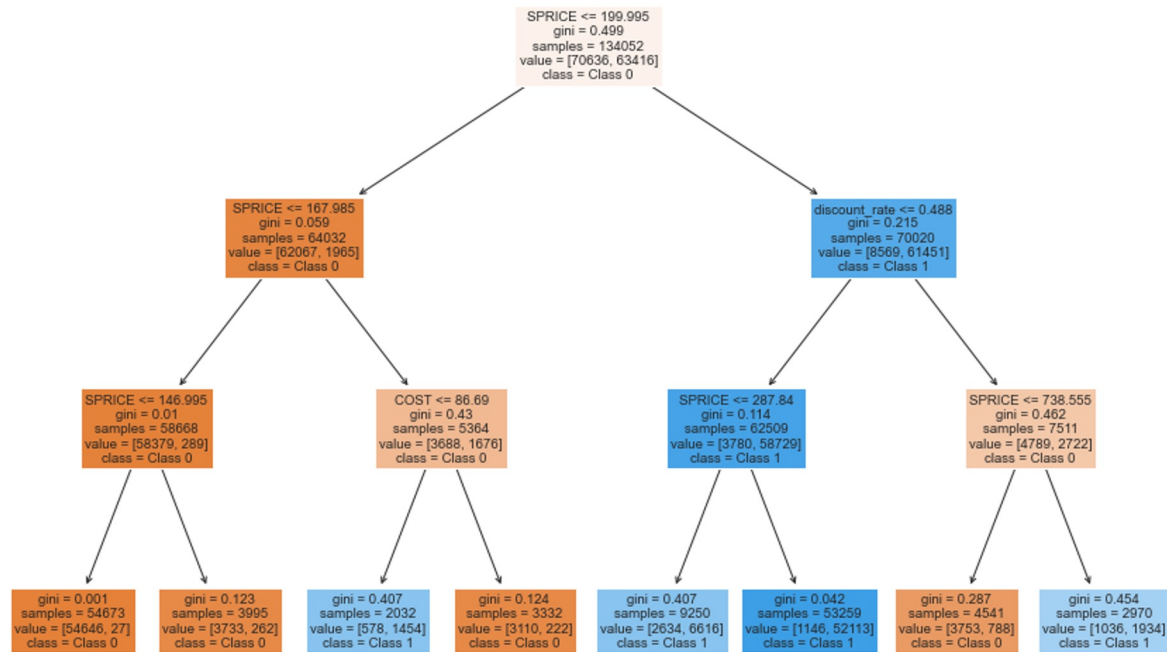 SPRICE <= 199.995
gini = 0.499
samples = 134052
value = [70636, 63416]
class = Class 0
SPRICE <= 167.985
gini = 0.059
samples = 64032
value = [62067, 1965]
class = Class 0
discount_rate <= 0.488
gini = 0.215
samples = 70020
value = [8569, 61451]
class = Class 1
SPRICE <= 146.995
gini = 0.01
samples = 58668
value = [58379, 289]
class = Class 0
COST <= 86.69
gini = 0.43
samples = 5364
value = [3688, 1676]
class = Class 0
SPRICE <= 287.84
gini = 0.114
samples = 62509
value = [3780, 58729]
class = Class 1
SPRICE <= 738.555
gini = 0.462
samples = 7511
value = [4789, 2722]
class = Class 0
gini = 0.001
samples = 54673
value = [54646, 27]
class = Class 0
gini = 0.123
samples = 3995
value = [3733, 262]
class = Class 0
gini = 0.407
samples = 2032
value = [578, 1454]
class = Class 1
gini = 0.124
samples = 3332
value = [3110, 222]
class = Class 0
gini = 0.407
samples = 9250
value = [2634, 6616]
class = Class 1
gini = 0.042
samples = 53259
value = [1146, 52113]
class = Class 1
gini = 0.287
samples = 4541
value = [3753, 788]
class = Class 0
gini = 0.454
samples = 2970
value = [1036, 1934]
class = Class 1